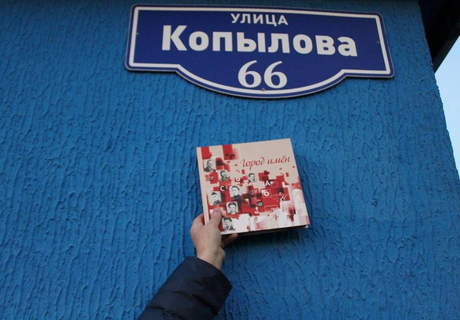 УЛИЦА
Копылова
66
Город имён